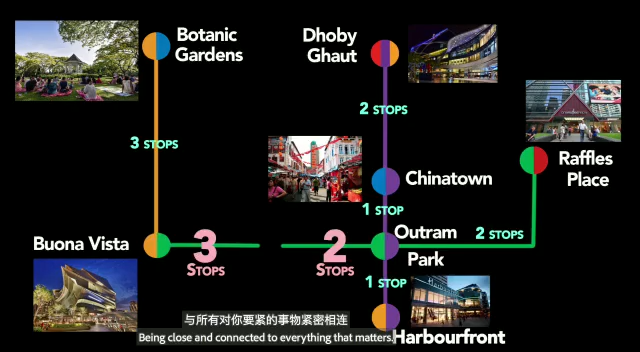 Botanic
Gardens
Dhoby
Ghaut
2 STOPS
3 STOPS
Raffles
Place
Chinatown
1 STOP
Outram
Park
2 STOPS
Buona Vista
3
STOPS
2
STOPS
1 STOP
与所有对你要紧的事物紧密相连
Being close and connected to everything that matters.
Harbourfront